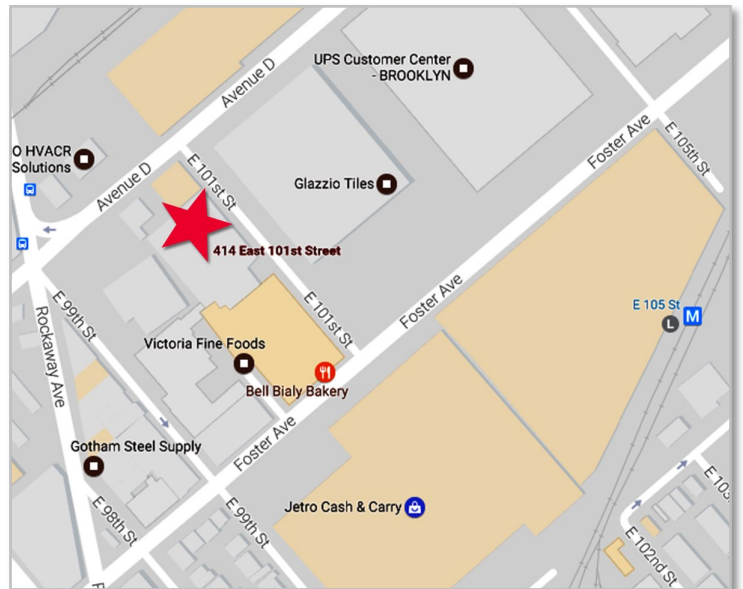 Avenue D
UPS Customer Center
- BROOKLYN
O HVACR
Solutions
Avenue D
E 101st St
Glazzio Tiles
Foster Ave
E 105th St
414 East 101st Street
E 99th St
Rockaway Ave
E 101st St
Foster Ave
E 105 St
M
L
Victoria Fine Foods
Bell Bialy Bakery
Gotham Steel Supply
Foster Ave
E 98th St
E 99th St
Jetro Cash & Carry
E 103
E 102nd St